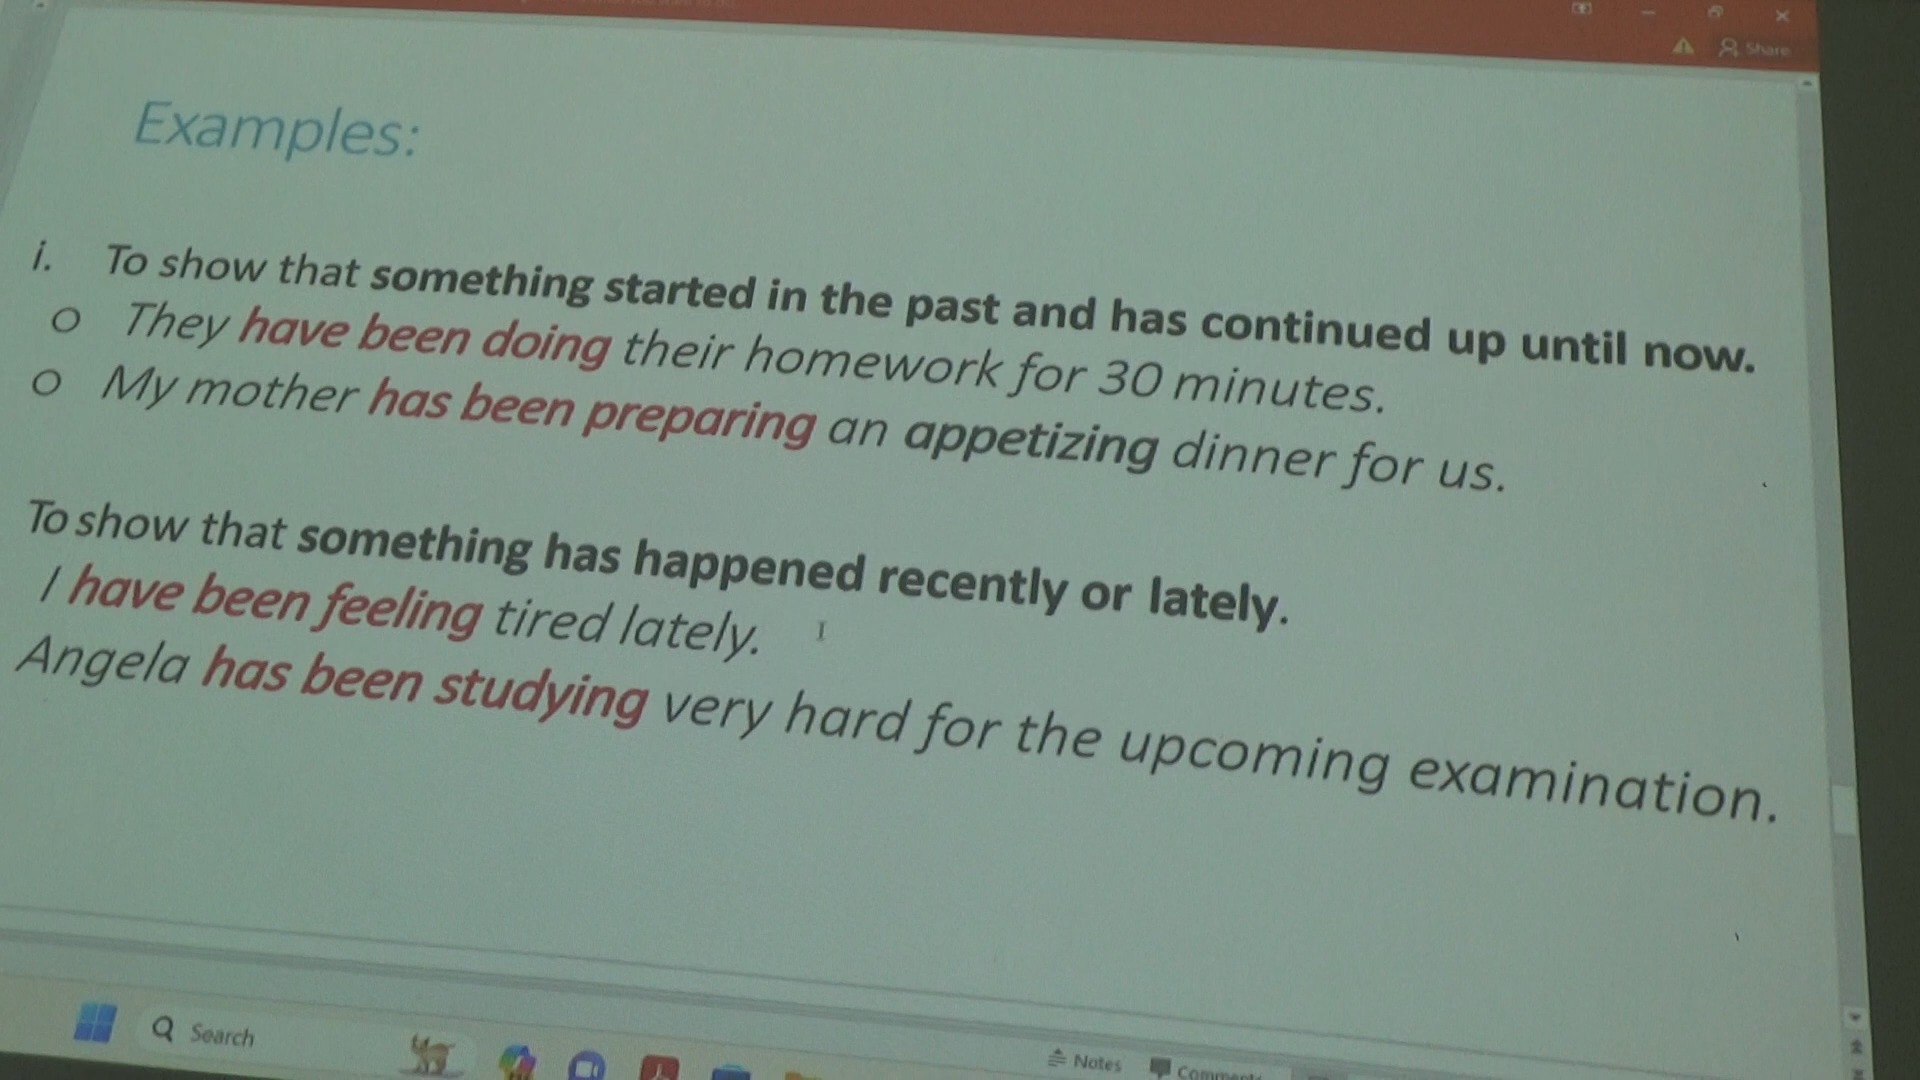 Share
Examples:
i. To show that something started in the past and has continued up until now.
o They have been doing their homework for 30 minutes.
o My mother has been preparing an appetizing dinner for us.
To show that something has happened recently or lately.
I have been feeling tired lately.
Angela has been studying very hard for the upcoming examination.
Notes
Comments
Search